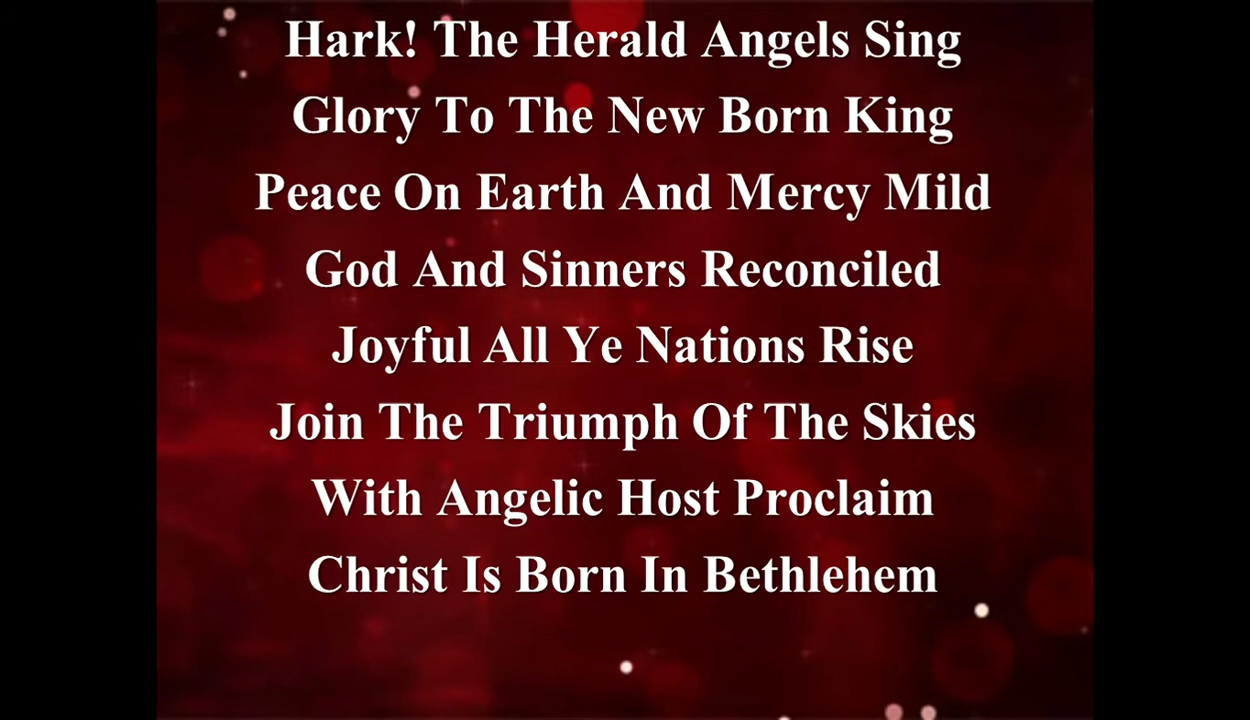 Hark! The Herald Angels Sing
Glory To The New Born King
Peace On Earth And Mercy Mild
God And Sinners Reconciled
Joyful All Ye Nations Rise
Join The Triumph Of The Skies
With Angelic Host Proclaim
Christ Is Born In Bethlehem